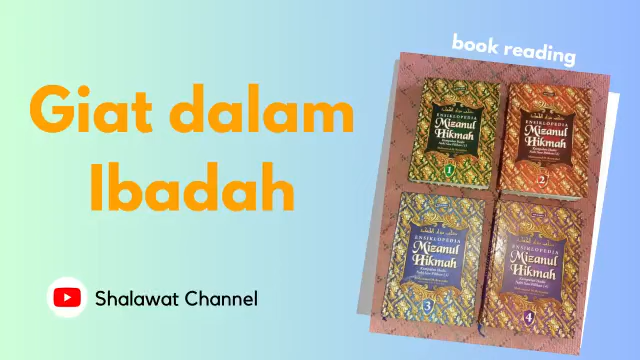 book reading
Giat dalam
Ibadah
Shalawat Channel
ENSIKLOPEDIA
Mizanul
Hikmah
1
ENSIKLOPEDIA
Mizanul
Hikmah
2
ENSIKLOPEDIA
Mizanul
Hikmah
3
ENSIKLOPEDIA
Mizanul
Hikmah
4